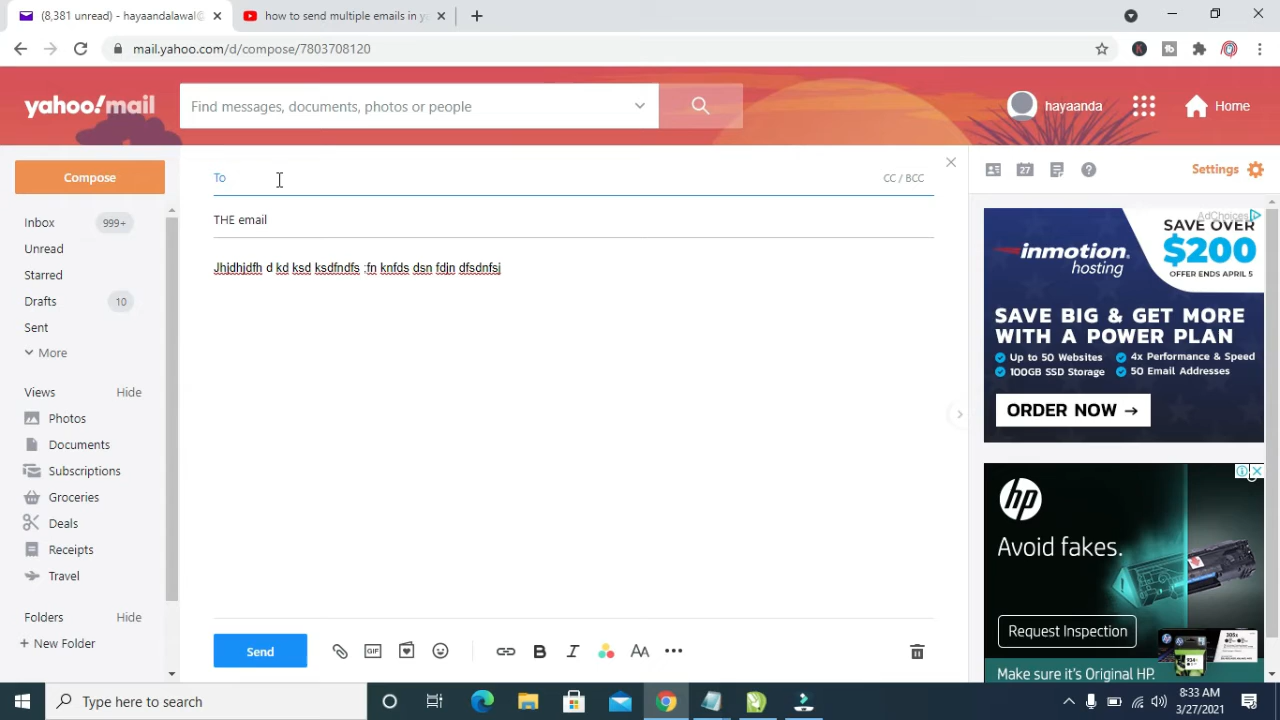 (8,381 unread) - hayaandalawal@
how to send multiple emails in y
mail.yahoo.com/d/compose/7803708120
yahoo!mail
Find messages, documents, photos or people
hayaanda
Home
Compose
To
CC / BCC
Settings
27
Inbox 999+
THE email
Unread
Jhjdhjdfh d kd ksd ksdfndfs ;fn knfds dsn fdjn dfsdnfsj
Starred
Drafts 10
Sent
More
Views Hide
Photos
Documents
Subscriptions
Groceries
Deals
Receipts
Travel
Folders Hide
+ New Folder
Send
GIF
B I AA
AdChoices
inmotion
hosting
SAVE OVER
$200
OFFER ENDS APRIL 5
SAVE BIG & GET MORE
WITH A POWER PLAN
Up to 50 Websites
4x Performance & Speed
100GB SSD Storage
50 Email Addresses
ORDER NOW →
hp
Avoid fakes.
Request Inspection
Make sure it's Original HP.
Type here to search
8:33 AM
3/27/2021